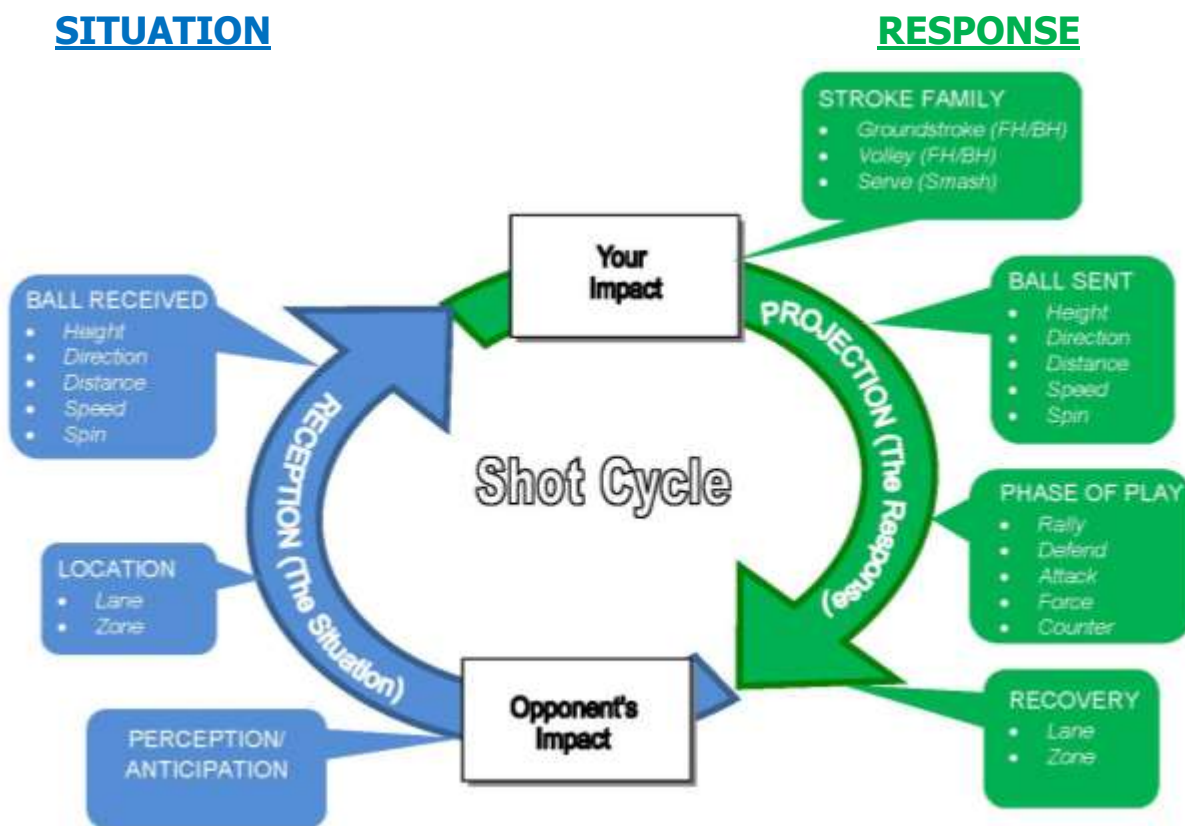 SITUATION
RESPONSE
STROKE FAMILY
• Groundstroke (FH/BH)
• Volley (FH/BH)
• Serve (Smash)
Your
Impact
BALL RECEIVED
• Height
• Direction
• Distance
• Speed
• Spin
BALL SENT
• Height
• Direction
• Distance
• Speed
• Spin
PROJECTION (The Response)
RECEPTION (The Situation)
Shot Cycle
PHASE OF PLAY
• Rally
• Defend
• Attack
• Force
• Counter
LOCATION
• Lane
• Zone
Opponent's
Impact
RECOVERY
• Lane
• Zone
PERCEPTION/
ANTICIPATION